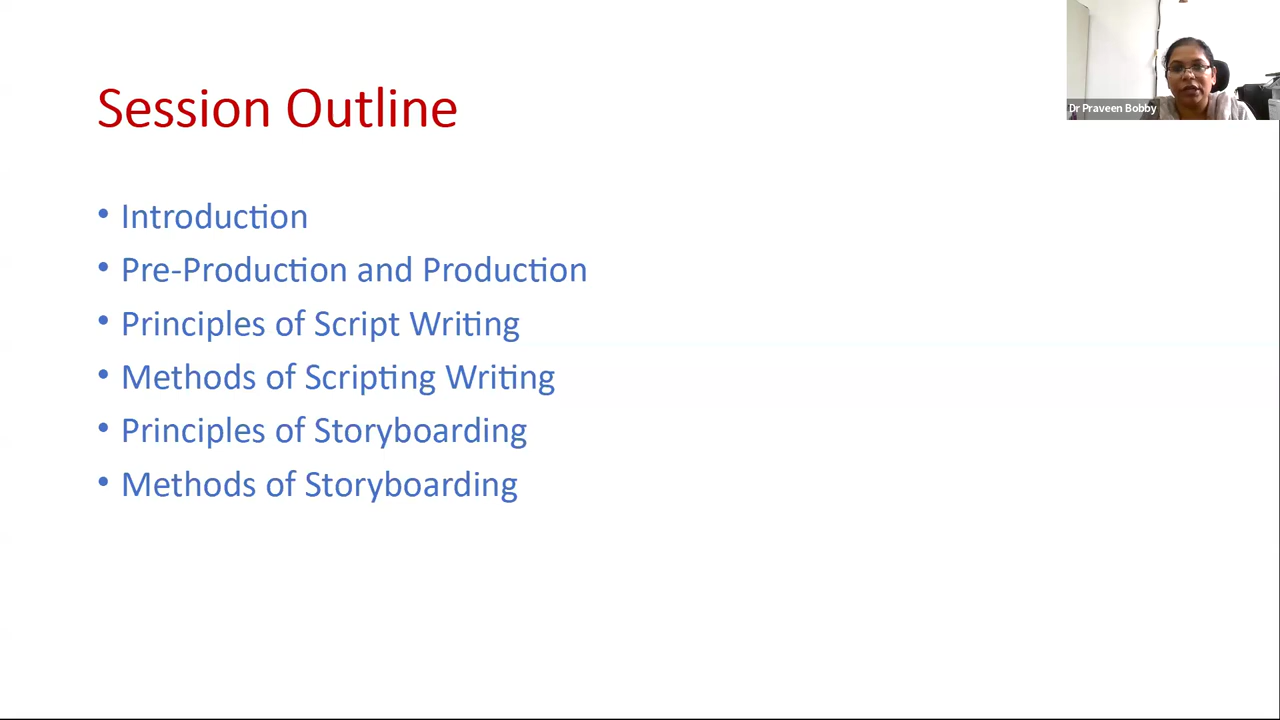 Session Outline
• Introduction
• Pre-Production and Production
• Principles of Script Writing
• Methods of Scripting Writing
• Principles of Storyboarding
• Methods of Storyboarding
Dr Praveen Bobby